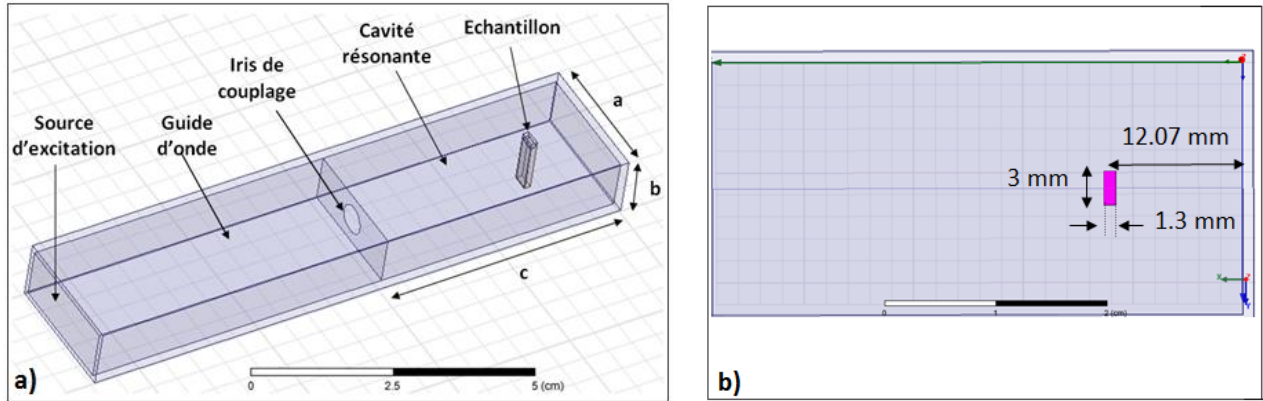 Cavité
résonante
Echantillon
Iris de
couplage
Source
d'excitation
Guide
d'onde
a
b
c
0
2.5
5 (cm)
a)
12.07 mm
3 mm
1.3 mm
X
Z
Y
0
1
2 (cm)
b)